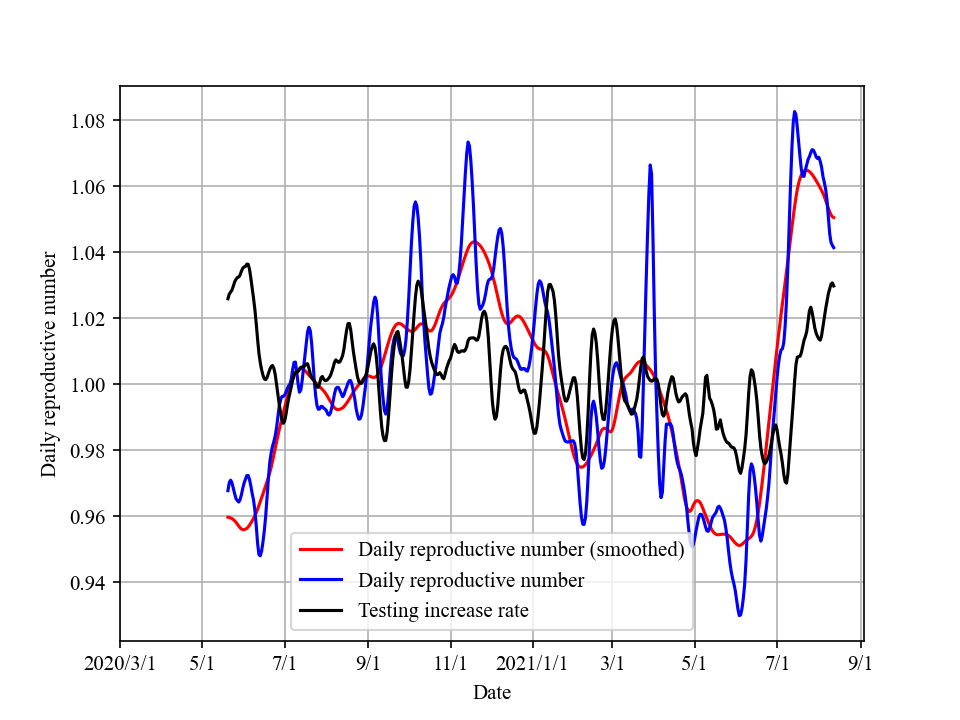 1.08
1.06
1.04
1.02
1.00
0.98
0.96
0.94
Daily reproductive number
Daily reproductive number (smoothed)
Daily reproductive number
Testing increase rate
2020/3/1 5/1 7/1 9/1 11/1 2021/1/1 3/1 5/1 7/1 9/1
Date